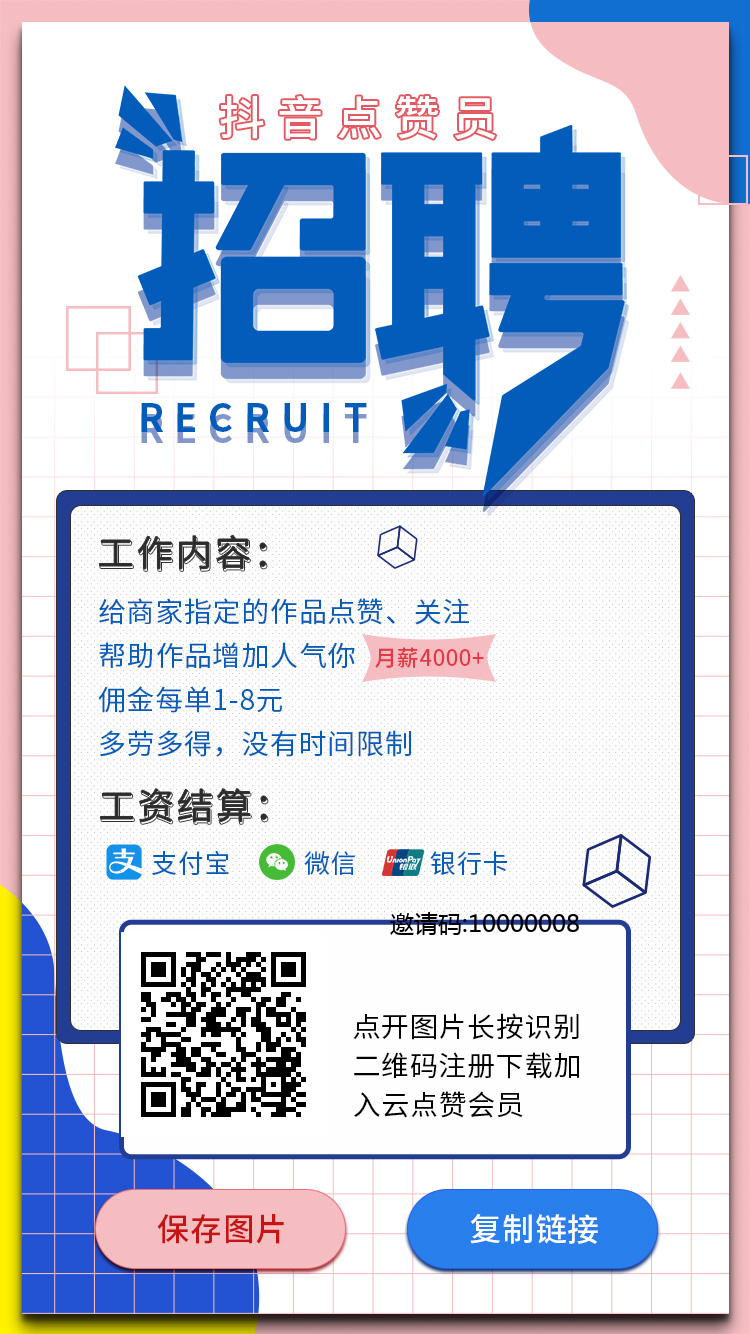 抖音点赞员
招聘
RECRUIT
工作内容：
给商家指定的作品点赞、关注
帮助作品增加人气你 月薪4000+
佣金每单1-8元
多劳多得，没有时间限制
工资结算：
支 支付宝 微信 UnionPay 银联 银行卡
邀请码:10000008
点开图片长按识别
二维码注册下载加
入云点赞会员
保存图片 复制链接